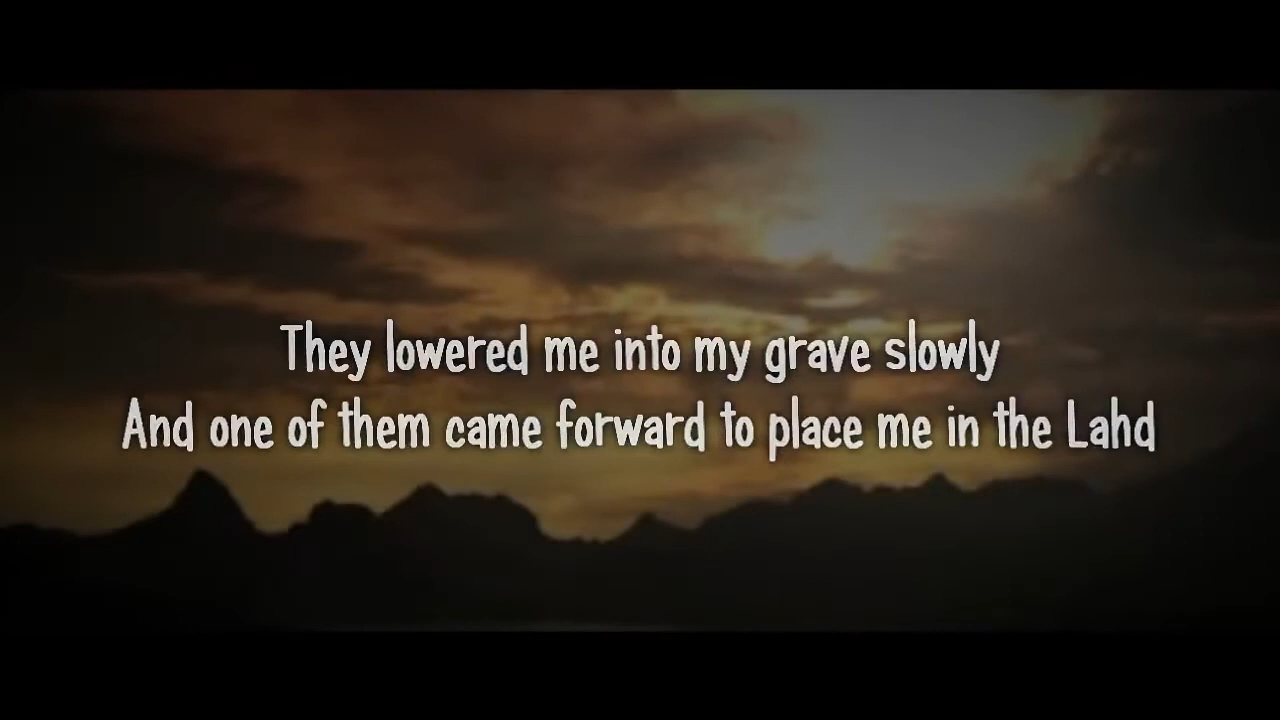 They lowered me into my grave slowly
And one of them came forward to place me in the Lahd